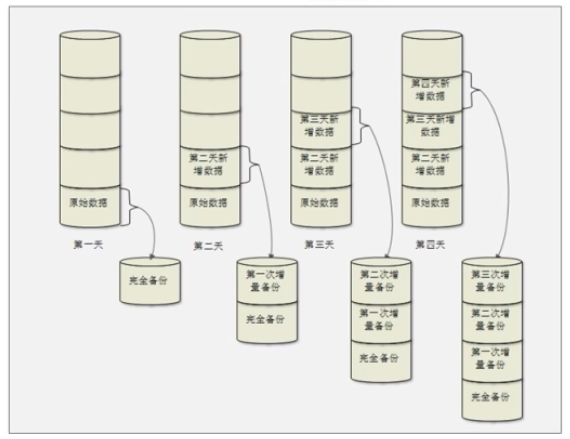 第四天新
增数据
第三天新
增数据
第三天新增
数据
第二天新
增数据
第二天新
增数据
第二天新
增数据
原始数据
原始数据
原始数据
原始数据
第一天
第二天
第三天
第四天
完全备份
第一次增
量备份
完全备份
第二次增
量备份
第一次增
量备份
完全备份
第三次增
量备份
第二次增
量备份
第一次增
量备份
完全备份